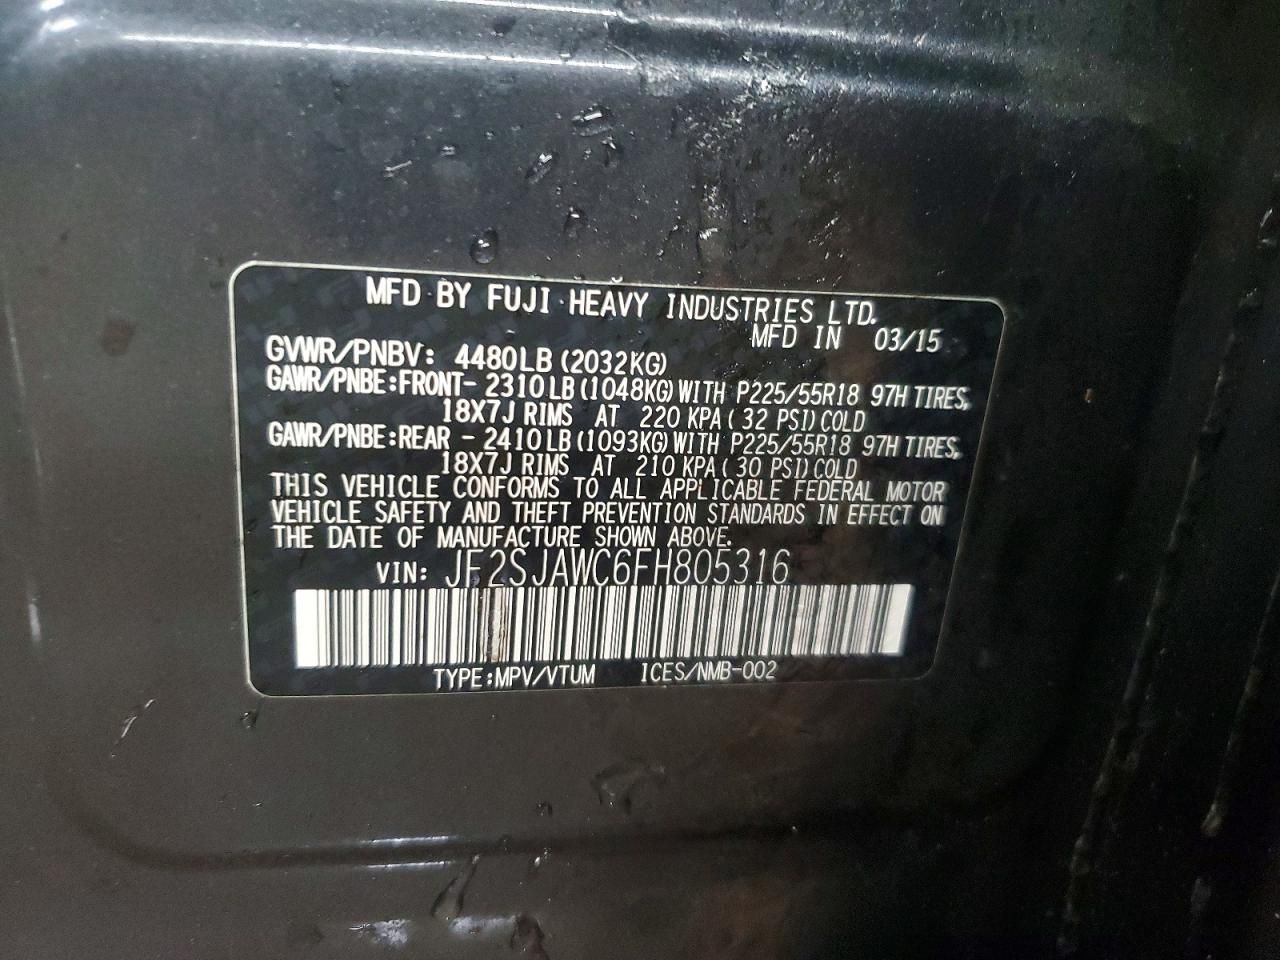 MFD BY FUJI HEAVY INDUSTRIES LTD.
MFD IN 03/15
GVWR/PNBV: 4480LB (2032KG)
GAWR/PNBE:FRONT- 2310LB (1048KG) WITH P225/55R18 97H TIRES,
18X7J RIMS AT 220 KPA ( 32 PSI) COLD
GAWR/PNBE:REAR - 2410LB (1093KG) WITH P225/55R18 97H TIRES,
18X7J RIMS AT 210 KPA ( 30 PSI) COLD
THIS VEHICLE CONFORMS TO ALL APPLICABLE FEDERAL MOTOR
VEHICLE SAFETY AND THEFT PREVENTION STANDARDS IN EFFECT ON
THE DATE OF MANUFACTURE SHOWN ABOVE.
VIN: JF2SJAWC6FH805316
TYPE:MPV/VTUM ICES/NMB-002